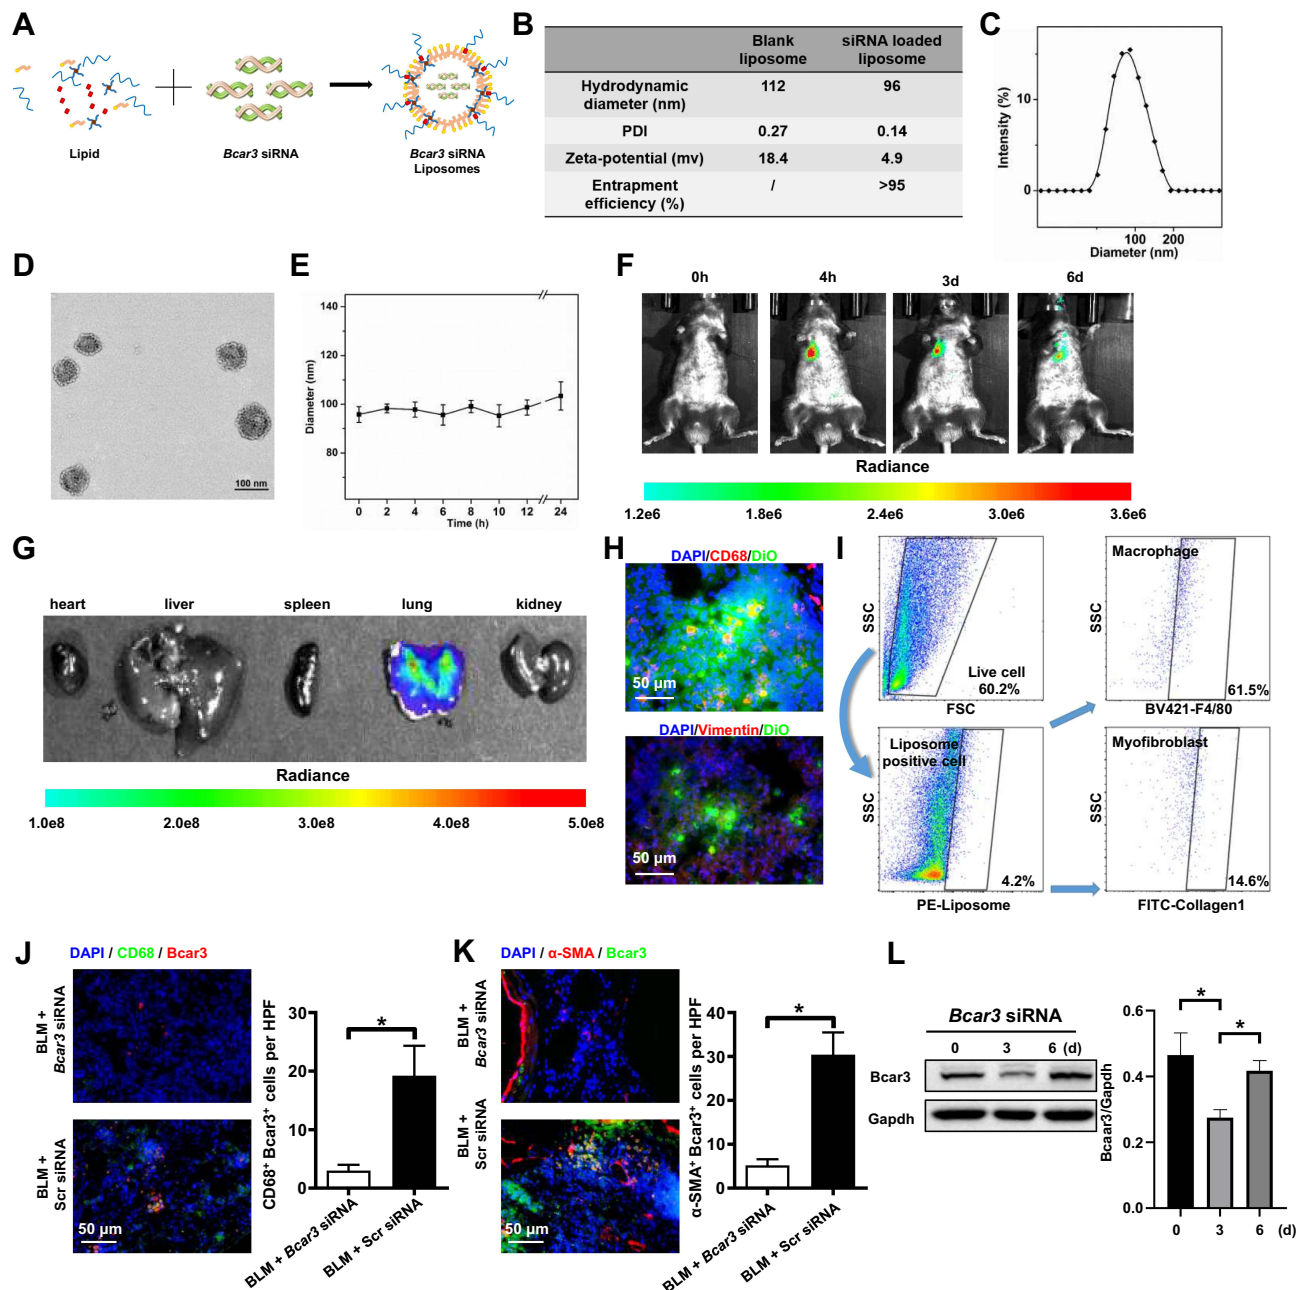 A
Lipid
Bcar3 siRNA
Bcar3 siRNA
Liposomes
B
Blank
liposome
siRNA loaded
liposome
Hydrodynamic
diameter (nm)
112
96
PDI
0.27
0.14
Zeta-potential (mv)
18.4
4.9
Entrapment
efficiency (%)
/
>95
C
Intensity (%)
10
0
100
200
Diameter (nm)
D
100 nm
E
Diameter (nm)
140
120
100
80
0
2
4
6
8
10
12
24
Time (h)
F
0h
4h
3d
6d
Radiance
1.2e6
1.8e6
2.4e6
3.0e6
3.6e6
G
heart
liver
spleen
lung
kidney
Radiance
1.0e8
2.0e8
3.0e8
4.0e8
5.0e8
H
DAPI/CD68/DiO
50 μm
DAPI/Vimentin/DiO
50 μm
I
SSC
Live cell
60.2%
FSC
Macrophage
SSC
61.5%
BV421-F4/80
Liposome
positive cell
SSC
4.2%
PE-Liposome
Myofibroblast
SSC
14.6%
FITC-Collagen1
J
DAPI / CD68 / Bcar3
BLM +
Bcar3 siRNA
BLM +
Scr siRNA
50 μm
CD68+ Bcar3+ cells per HPF
30
20
10
0
*
BLM + Bcar3 siRNA
BLM + Scr siRNA
K
DAPI / α-SMA / Bcar3
BLM +
Bcar3 siRNA
BLM +
Scr siRNA
50 μm
α-SMA+ Bcar3+ cells per HPF
40
30
20
10
0
*
BLM + Bcar3 siRNA
BLM + Scr siRNA
L
Bcar3 siRNA
0
3
6 (d)
Bcar3
Gapdh
Bcaar3/Gapdh
0.6
0.4
0.2
0.0
*
*
0
3
6
(d)